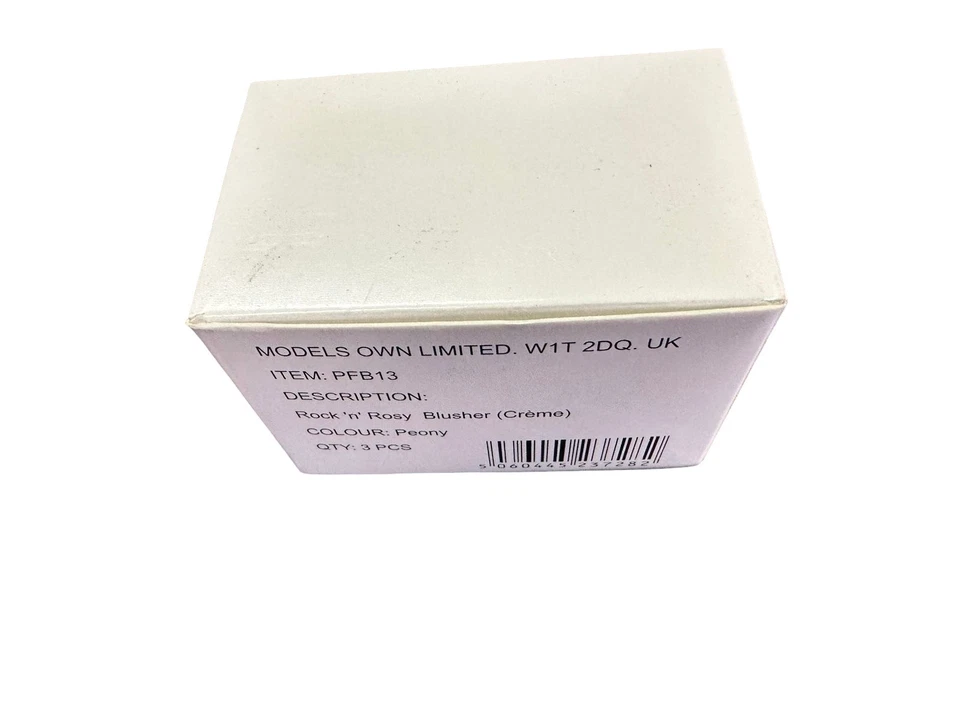 MODELS OWN LIMITED. W1T 2DQ. UK
ITEM: PFB13
DESCRIPTION:
Rock 'n' Rosy Blusher (Crème)
COLOUR: Peony
QTY: 3 PCS
5 060445 237282